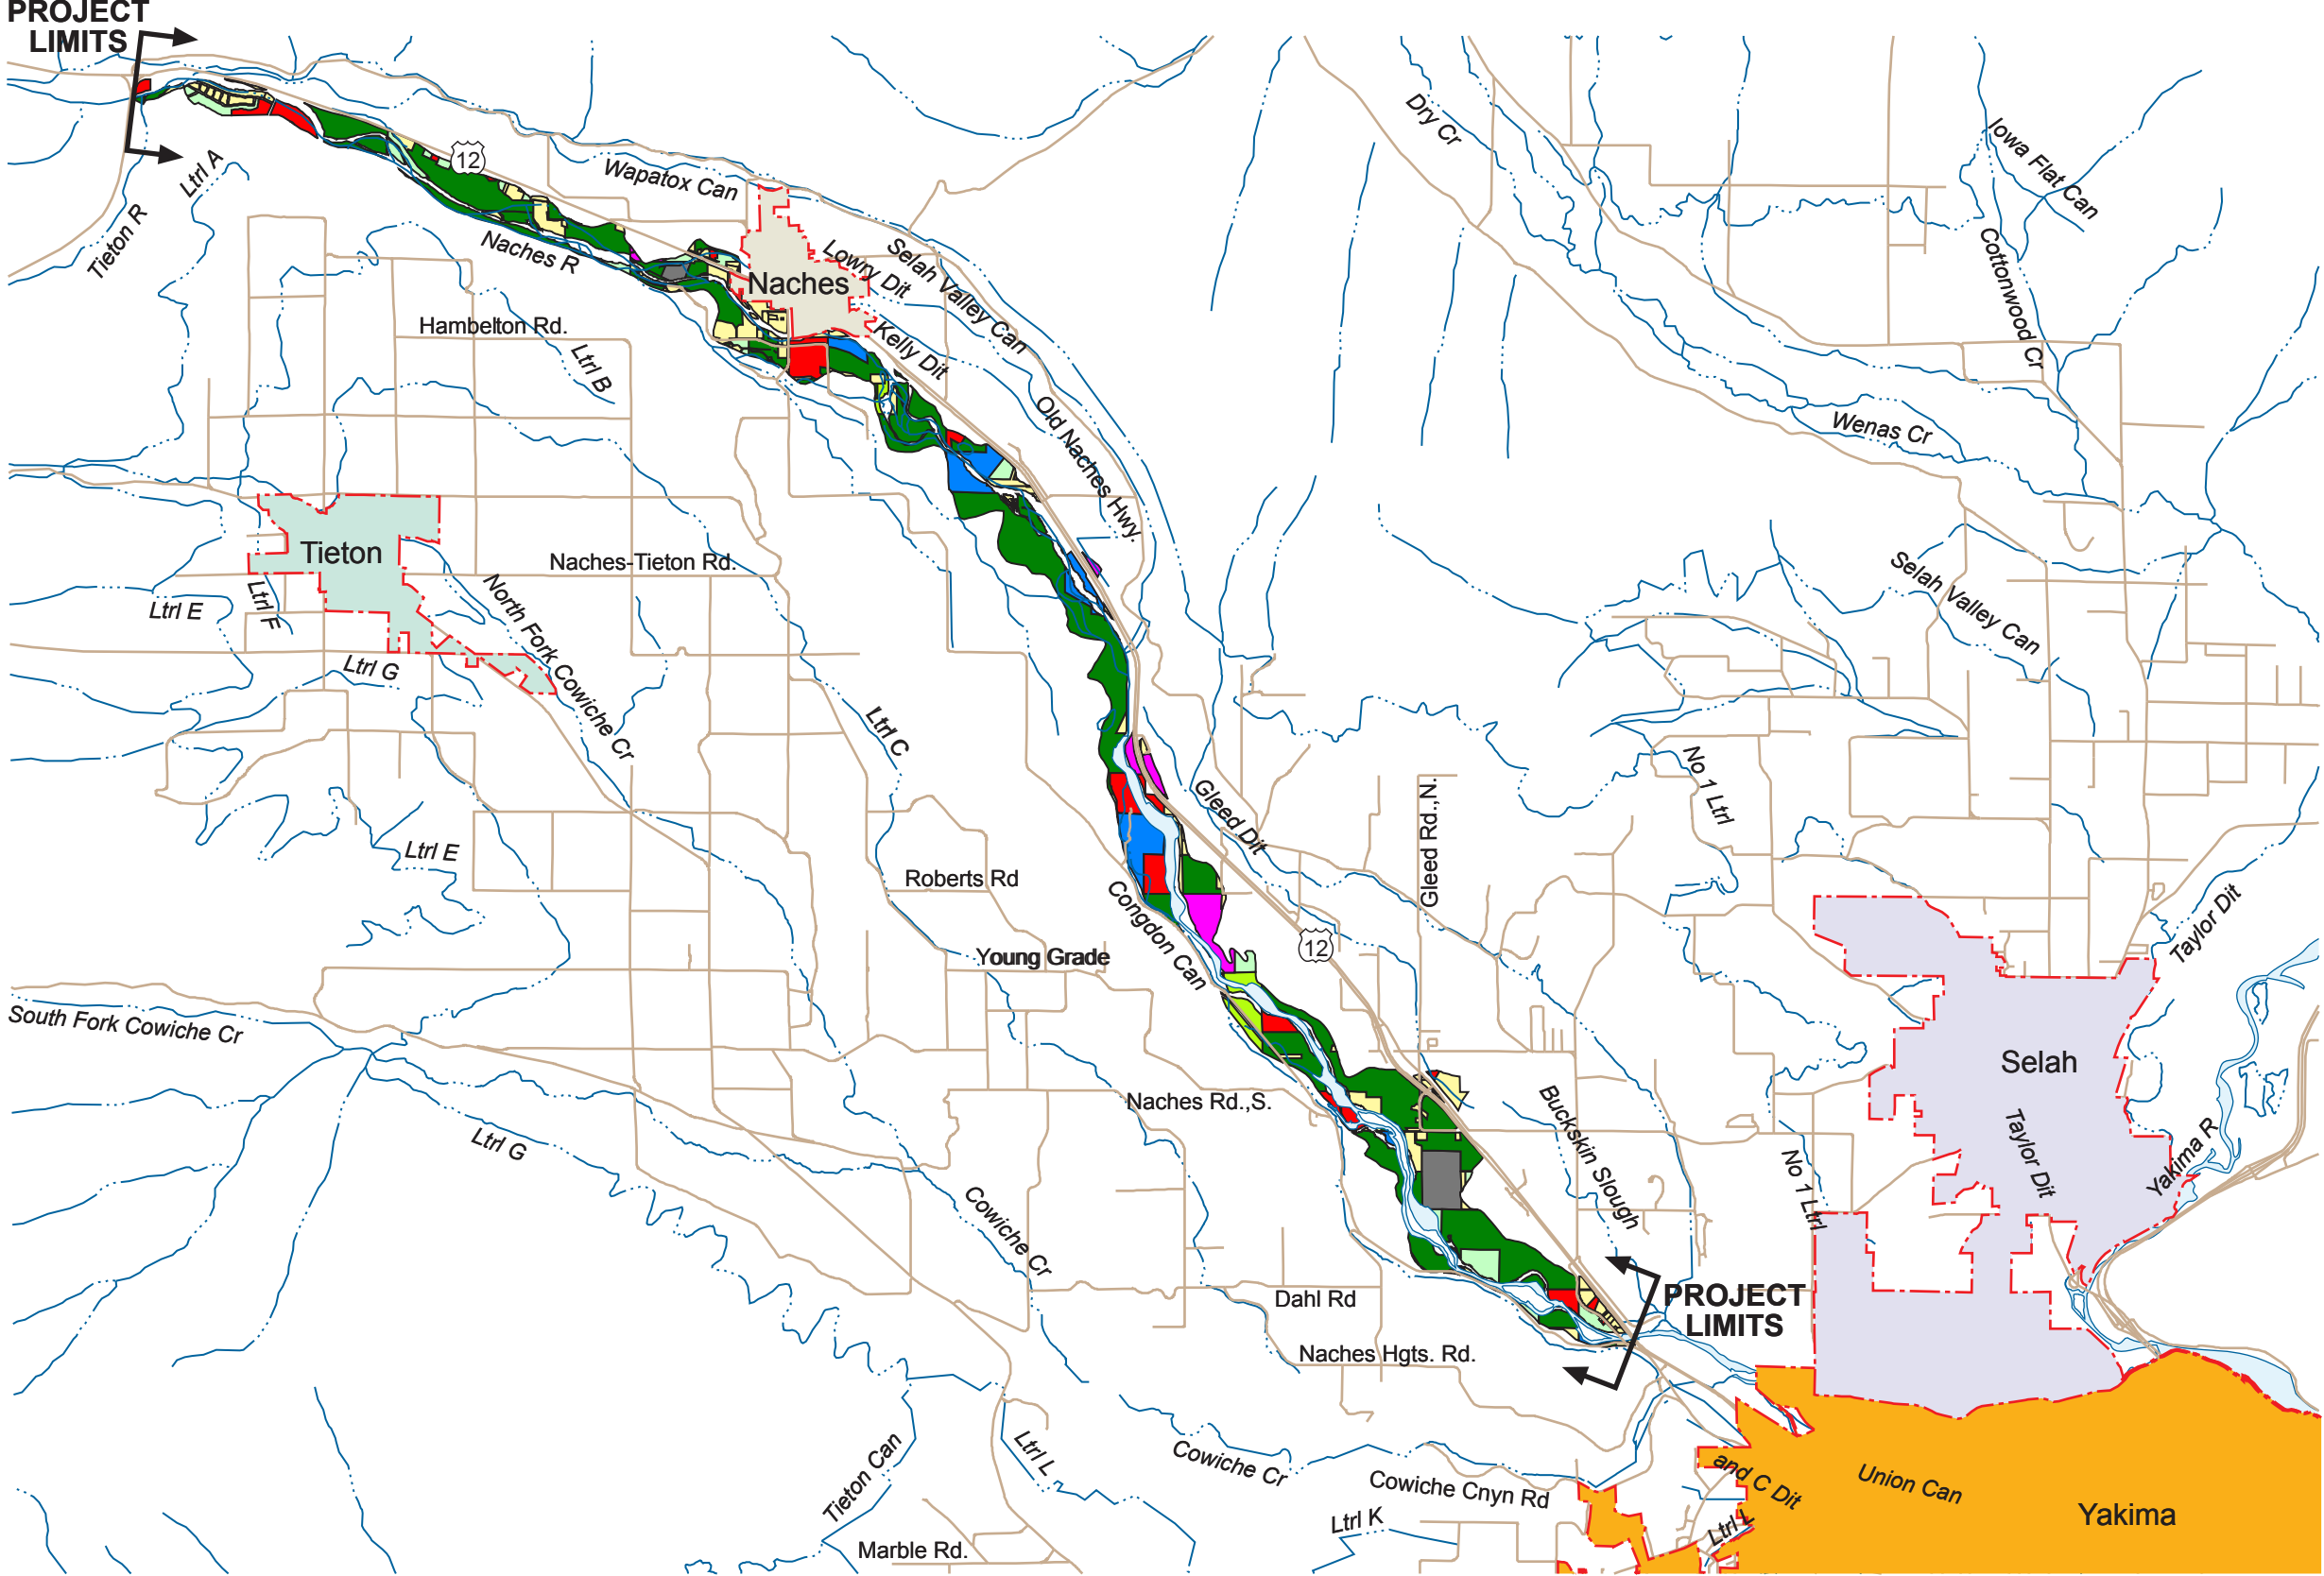 PROJECT
LIMITS
12
Wapatox Can
Ltrl A
Tieton R
Naches R
Naches
Lowry Dit
Selah Valley Can
Kelly Dit
Hambelton Rd.
Ltrl B
Old Naches Hwy.
Dry Cr
Iowa Flat Can
Cottonwood Cr
Wenas Cr
Tieton
Naches-Tieton Rd.
Ltrl E
Ltrl F
North Fork Cowiche Cr
Ltrl G
Selah Valley Can
Ltrl C
No 1 Ltrl
Gleed Dit
Gleed Rd.,N.
Ltrl E
Roberts Rd
Congdon Can
12
Young Grade
Taylor Dit
South Fork Cowiche Cr
Selah
Naches Rd.,S.
Buckskin Slough
Taylor Dit
Yakima R
Ltrl G
No 1 Ltrl
Cowiche Cr
Dahl Rd
PROJECT
LIMITS
Naches Hgts. Rd.
Tieton Can
Ltrl L
Cowiche Cr
Cowiche Cnyn Rd
and C Dit
Union Can
Yakima
Ltrl K
Ltrl L
Marble Rd.